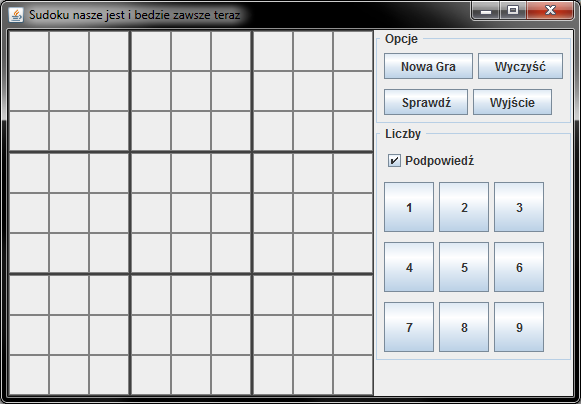 Sudoku nasze jest i bedzie zawsze teraz
Opcje
Nowa Gra Wyczyść
Sprawdź Wyjście
Liczby
Podpowiedź
1 2 3
4 5 6
7 8 9